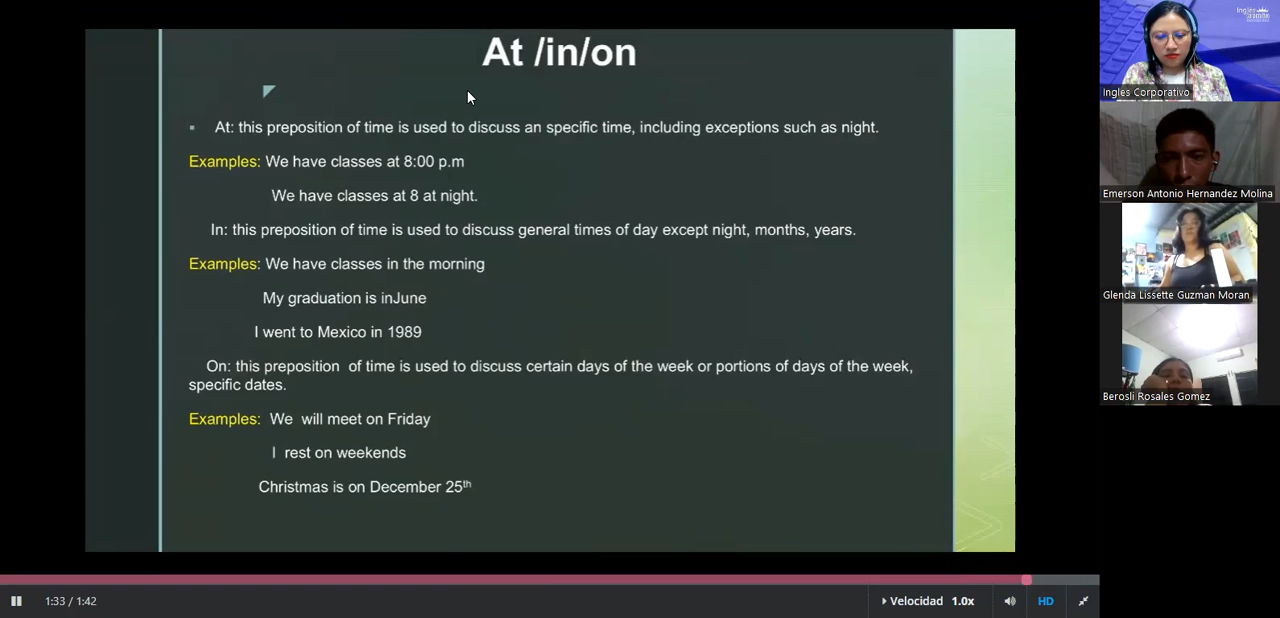 At /in/on
▪ At: this preposition of time is used to discuss an specific time, including exceptions such as night.
Examples: We have classes at 8:00 p.m
We have classes at 8 at night.
In: this preposition of time is used to discuss general times of day except night, months, years.
Examples: We have classes in the morning
My graduation is inJune
I went to Mexico in 1989
On: this preposition of time is used to discuss certain days of the week or portions of days of the week,
specific dates.
Examples: We will meet on Friday
I rest on weekends
Christmas is on December 25th
Ingles
Ingles Corporativo
Emerson Antonio Hernandez Molina
Glenda Lissette Guzman Moran
Berosli Rosales Gomez
1:33 / 1:42
Velocidad 1.0x
HD